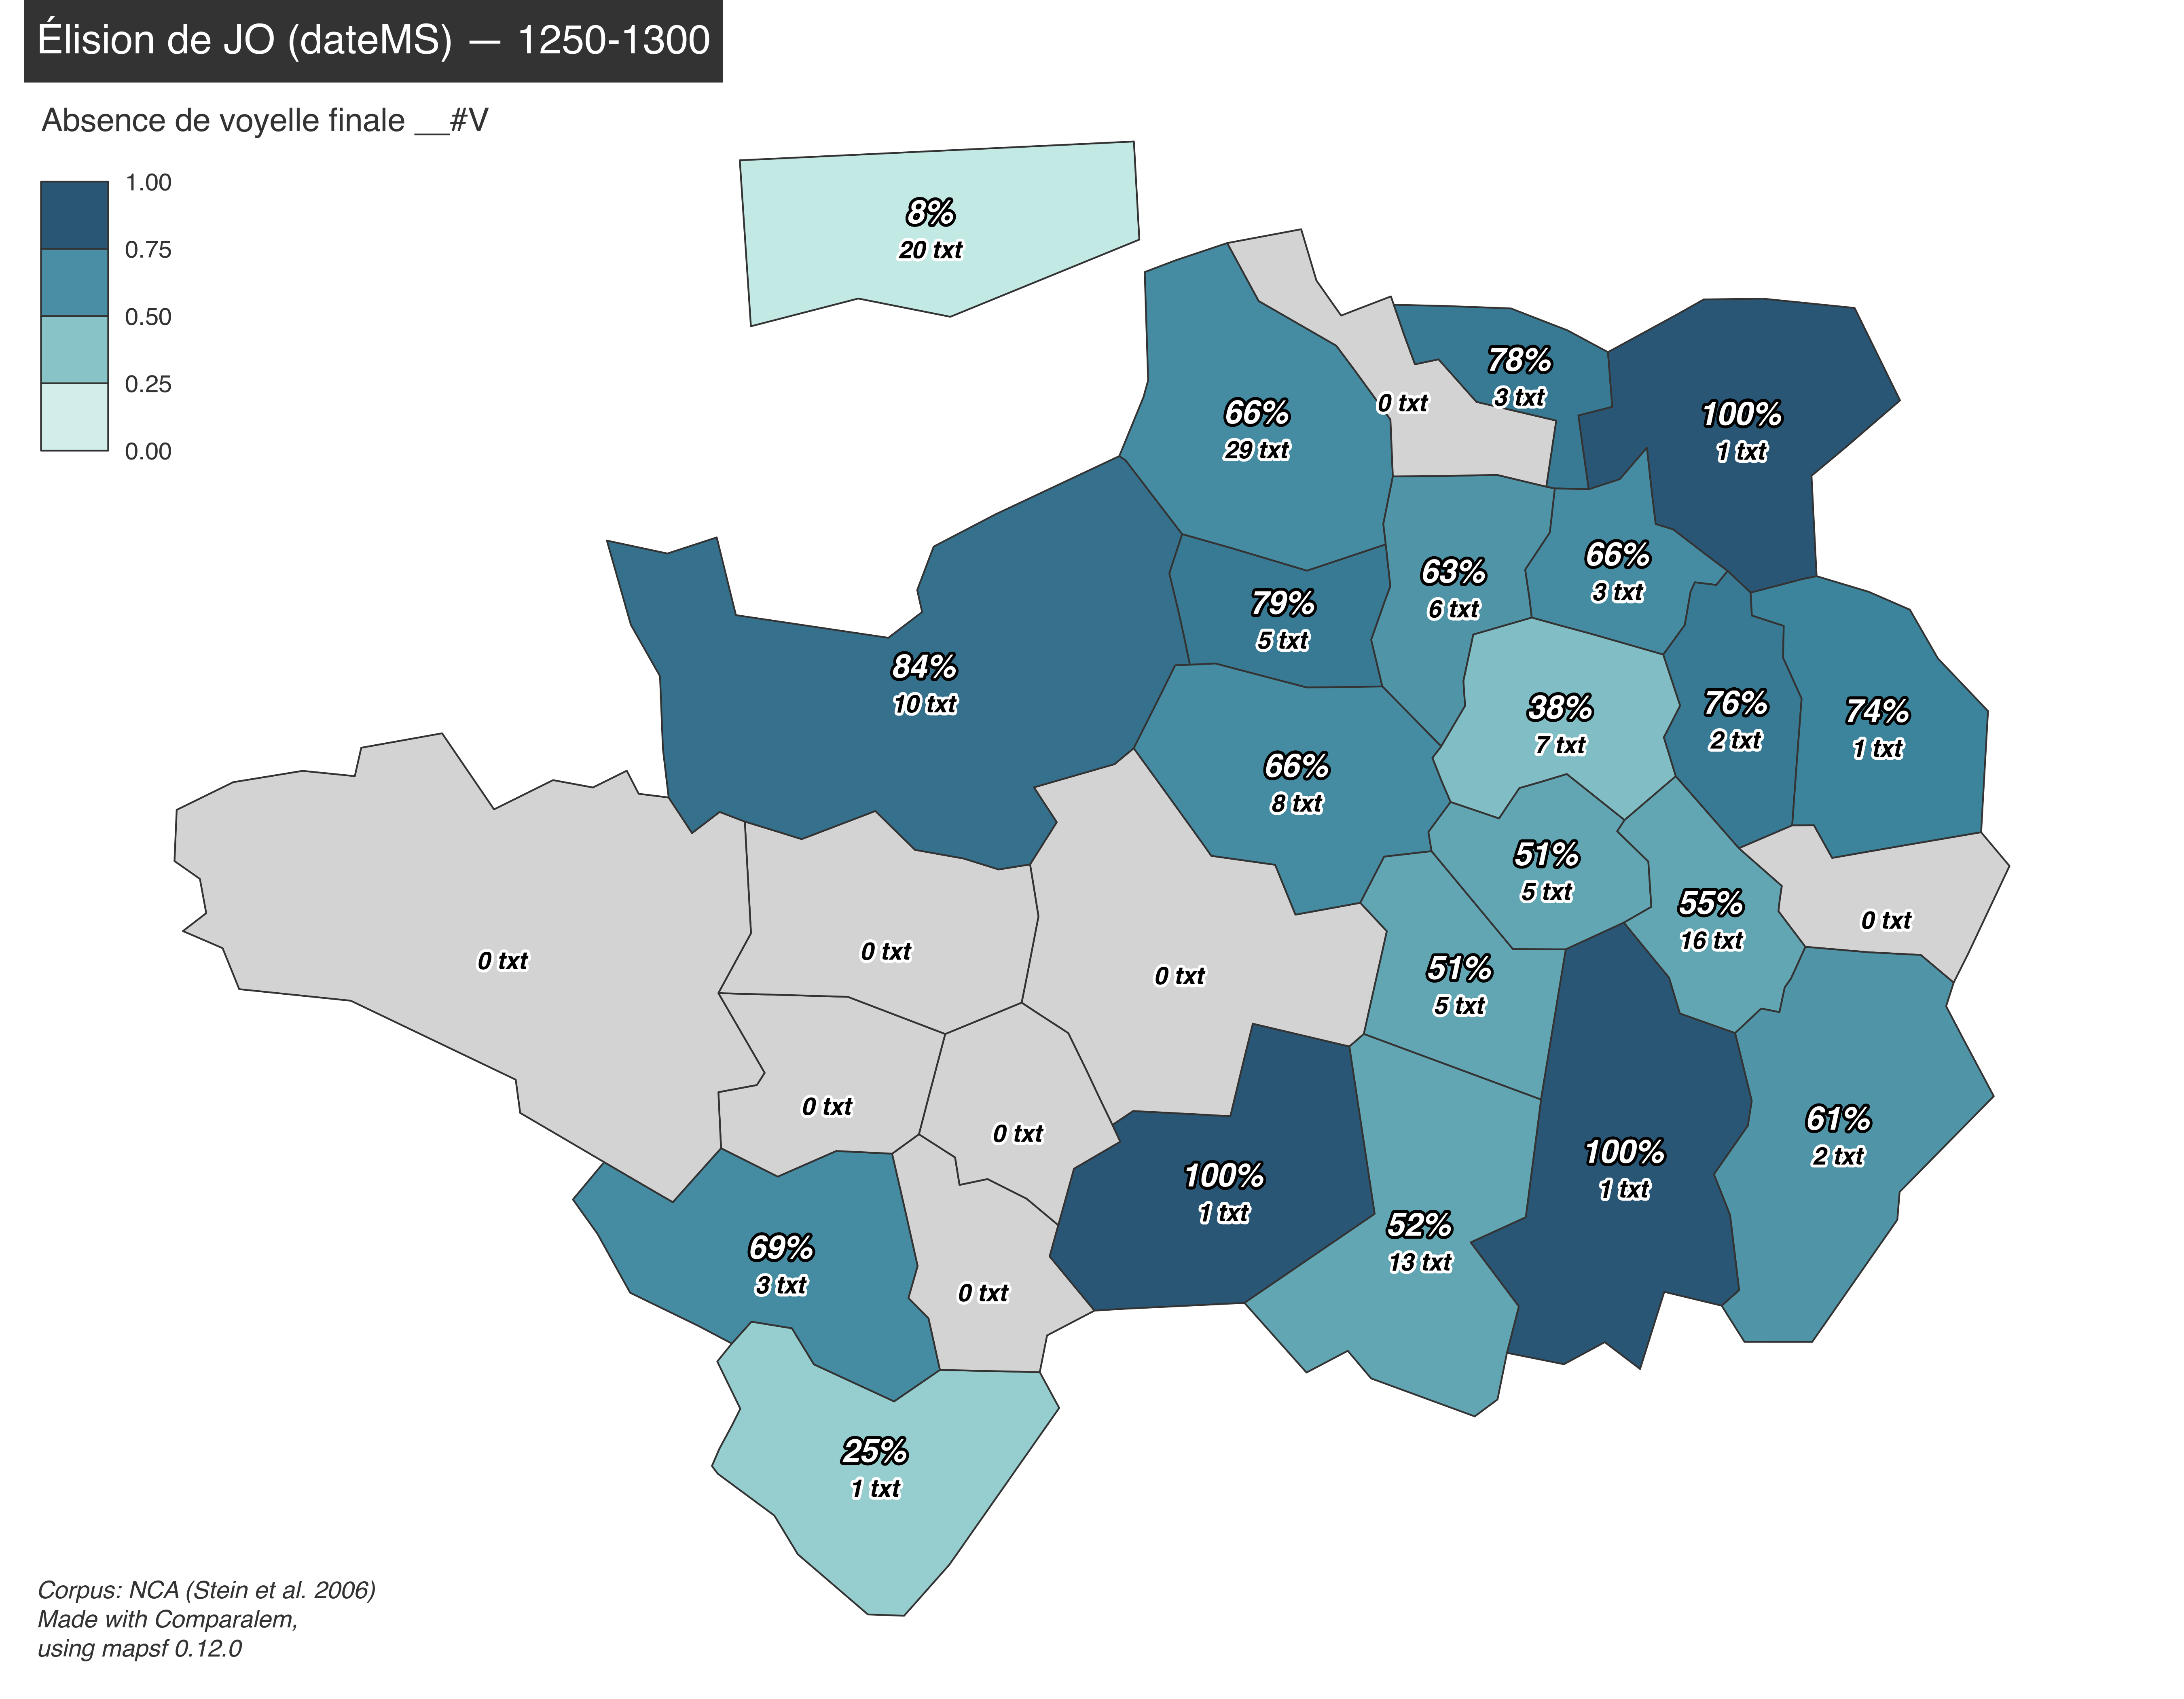 Élision de JO (dateMS) — 1250-1300
Absence de voyelle finale __#V
1.00
0.75
0.50
0.25
0.00
8%
20 txt
78%
3 txt
0 txt
66%
29 txt
100%
1 txt
66%
3 txt
63%
6 txt
79%
5 txt
84%
10 txt
38%
7 txt
76%
2 txt
74%
1 txt
66%
8 txt
51%
5 txt
55%
16 txt
0 txt
0 txt
0 txt
0 txt
51%
5 txt
0 txt
0 txt
61%
2 txt
100%
1 txt
100%
1 txt
52%
13 txt
69%
3 txt
0 txt
25%
1 txt
Corpus: NCA (Stein et al. 2006)
Made with Comparalem,
using mapsf 0.12.0